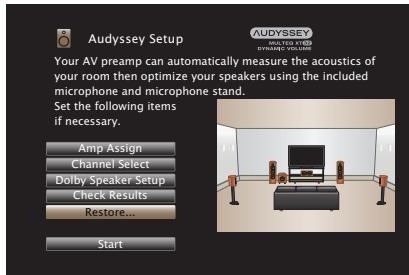 Audyssey Setup
AUDYSSEY
MULTEQ XT32
DYNAMIC VOLUME
Your AV preamp can automatically measure the acoustics of
your room then optimize your speakers using the included
microphone and microphone stand.
Set the following items
if necessary.
Amp Assign
Channel Select
Dolby Speaker Setup
Check Results
Restore...
Start